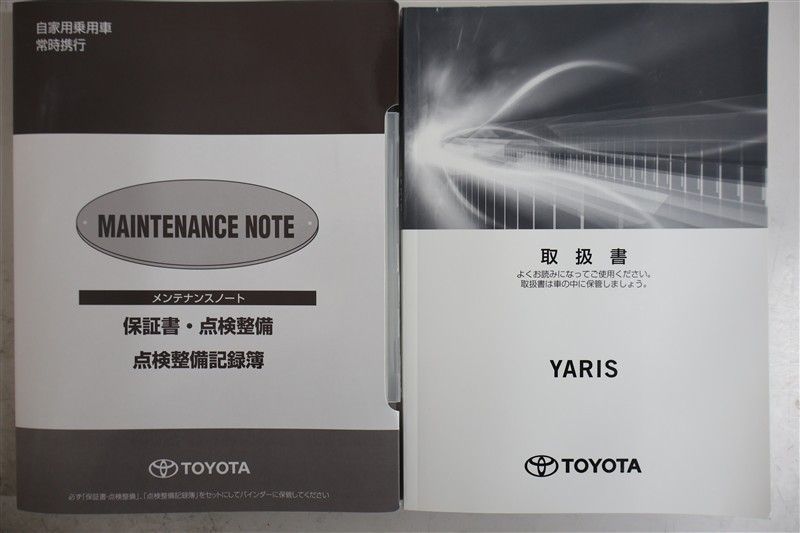 自家用乗用車
常時携行
MAINTENANCE NOTE
メンテナンスノート
保証書・点検整備
点検整備記録簿
TOYOTA
必ず「保証書・点検整備」、「点検整備記録簿」をセットにしてバインダーに保管してください
取扱書
よくお読みになってご使用ください。
取扱書は車の中に保管しましょう。
YARIS
TOYOTA